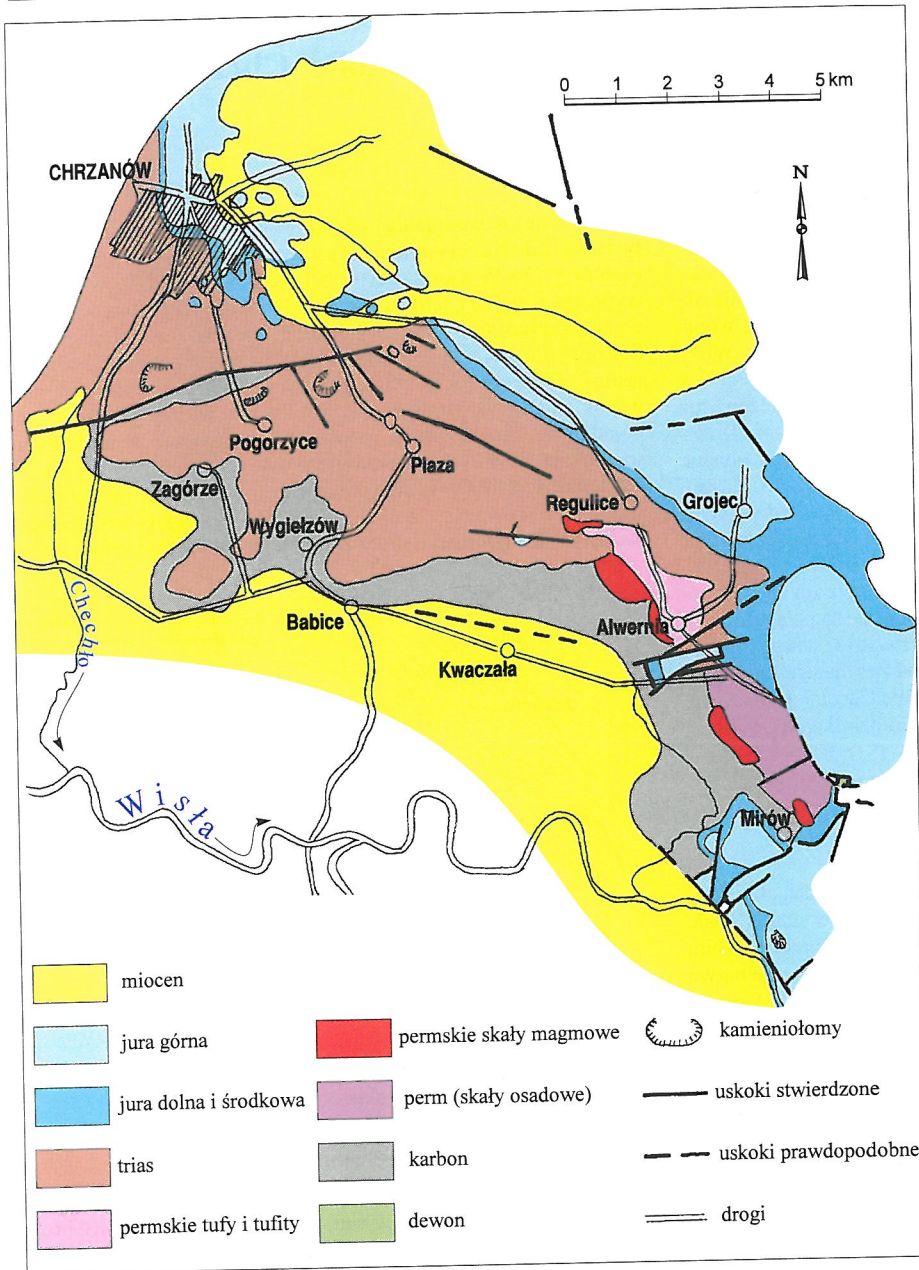 0 1 2 3 4 5 km
CHRZANÓW
N
Pogorzyce
Płaza
Zagórze
Regulice
Grojec
Wygiełzów
Chechło
Babice
Alwernia
Kwaczała
Wisła
Mirów
miocen
jura górna
jura dolna i środkowa
trias
permskie tufy i tufity
permskie skały magmowe
perm (skały osadowe)
karbon
dewon
kamieniołomy
uskoki stwierdzone
uskoki prawdopodobne
drogi